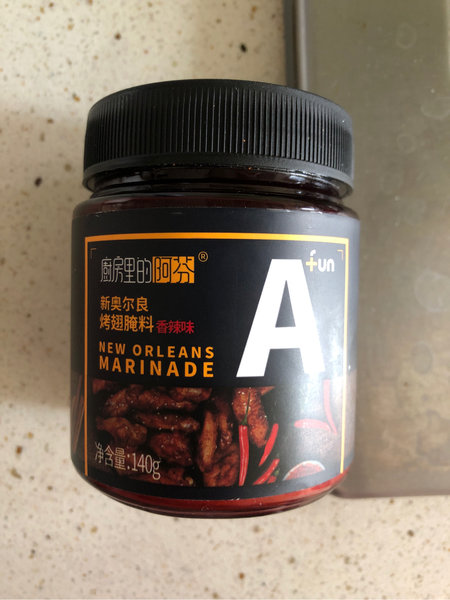 厨房里的阿芬®
A+fun
新奥尔良
烤翅腌料 香辣味
NEW ORLEANS
MARINADE
净含量:140g